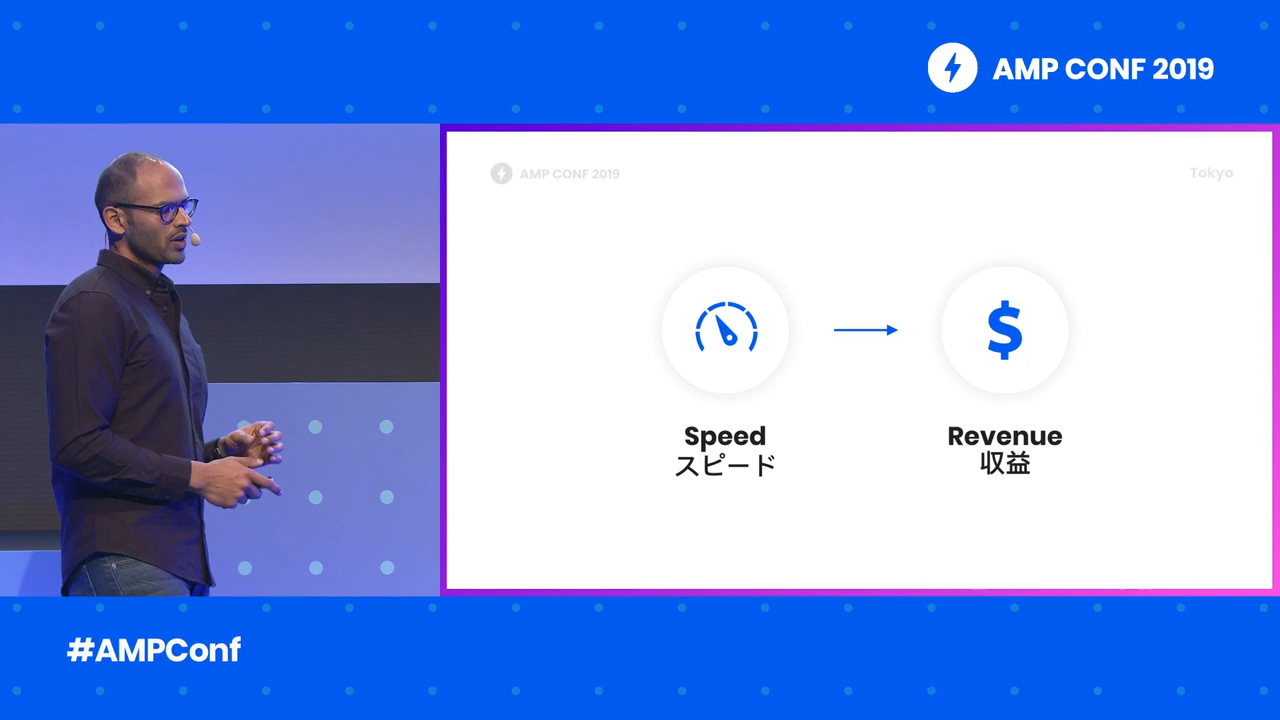 AMP CONF 2019
AMP CONF 2019
Tokyo
$
Speed
スピード
Revenue
収益
#AMPConf